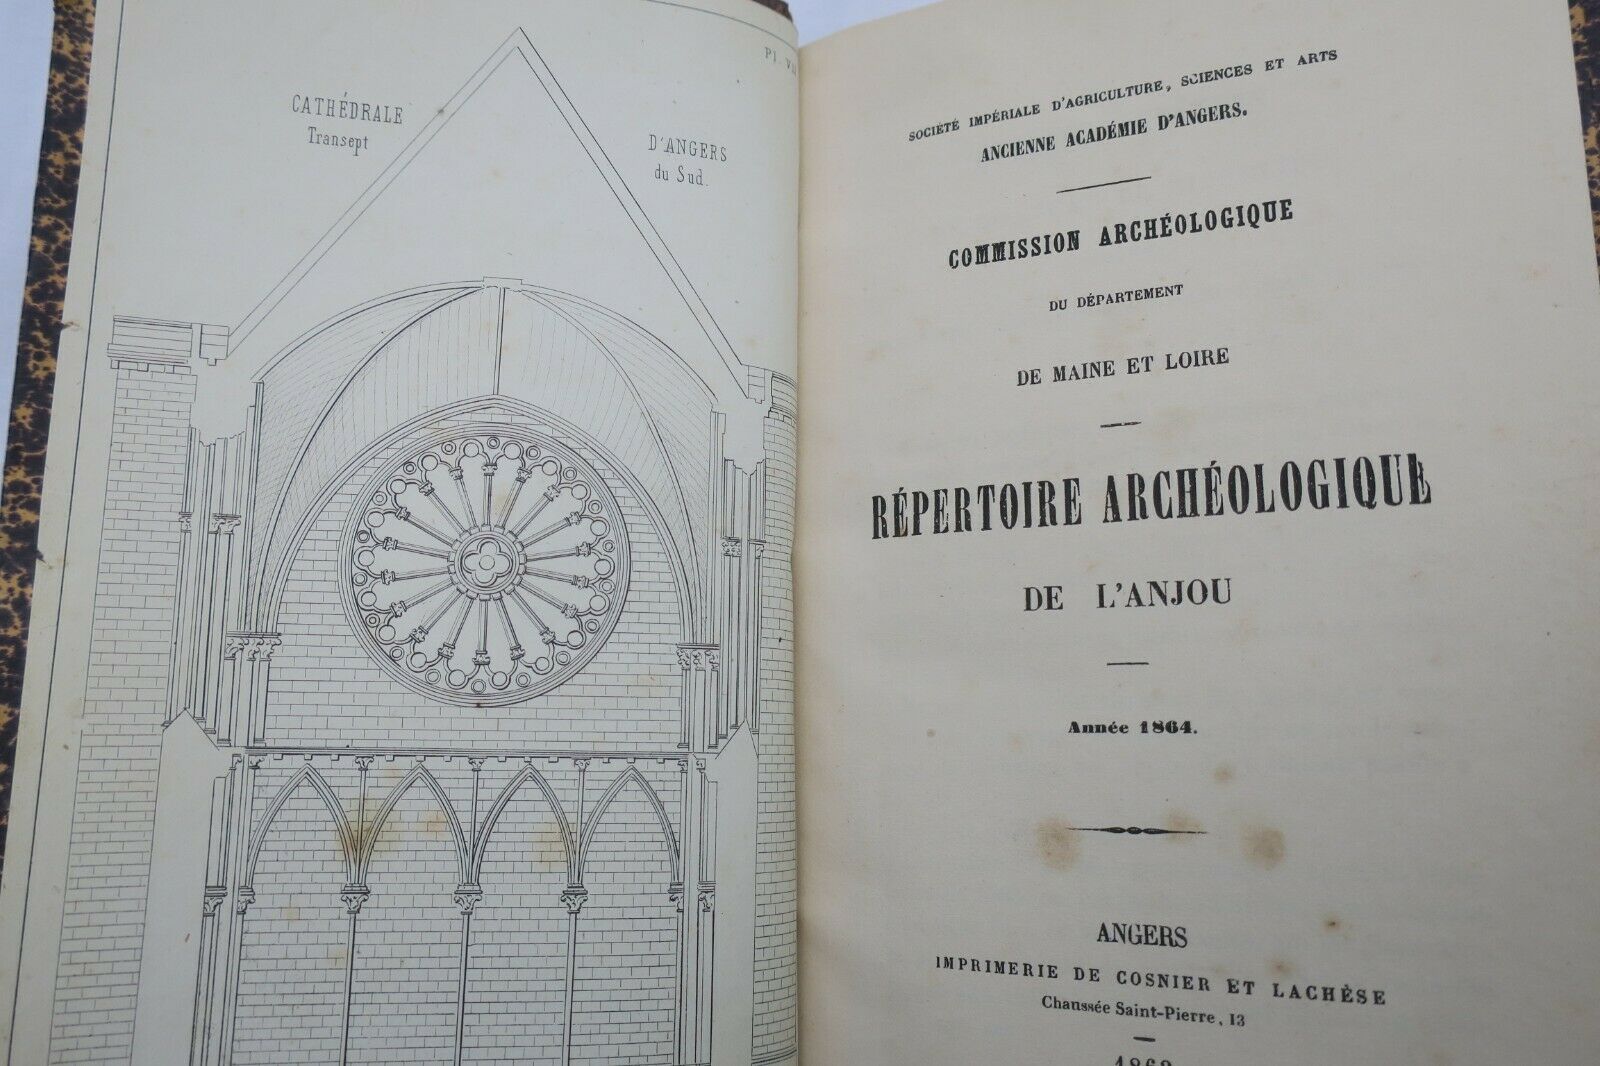 CATHÉDRALE
Transept
D'ANGERS
du Sud.
Pl.
SOCIÉTÉ IMPÉRIALE D'AGRICULTURE, SCIENCES ET ARTS
ANCIENNE ACADÉMIE D'ANGERS.
COMMISSION ARCHÉOLOGIQUE
DU DÉPARTEMENT
DE MAINE ET LOIRE
RÉPERTOIRE ARCHÉOLOGIQUE
DE L'ANJOU
Année 1864.
ANGERS
IMPRIMERIE DE COSNIER ET LACHÈSE
Chaussée Saint-Pierre, 13